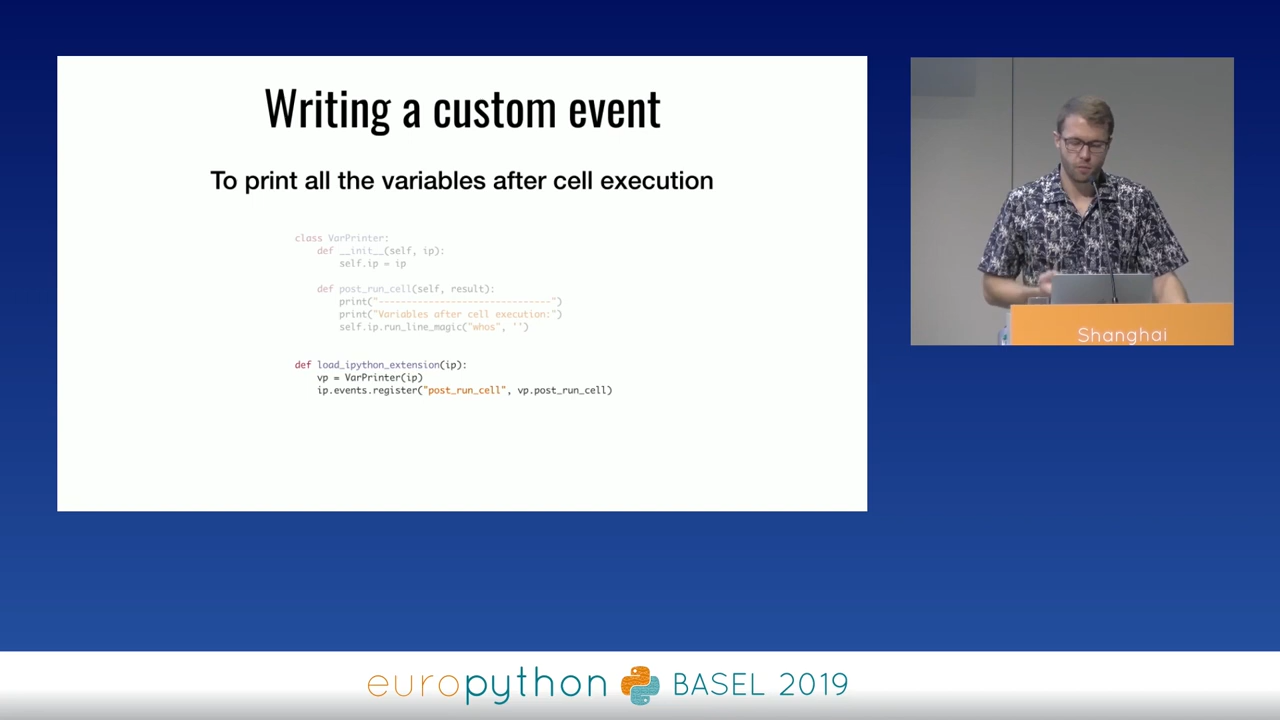 Writing a custom event
To print all the variables after cell execution
class VarPrinter:
    def __init__(self, ip):
        self.ip = ip
    def post_run_cell(self, result):
        print("-------------------------------")
        print("Variables after cell execution:")
        self.ip.run_line_magic("whos", '')
def load_ipython_extension(ip):
    vp = VarPrinter(ip)
    ip.events.register("post_run_cell", vp.post_run_cell)
Shanghai
europython BASEL 2019